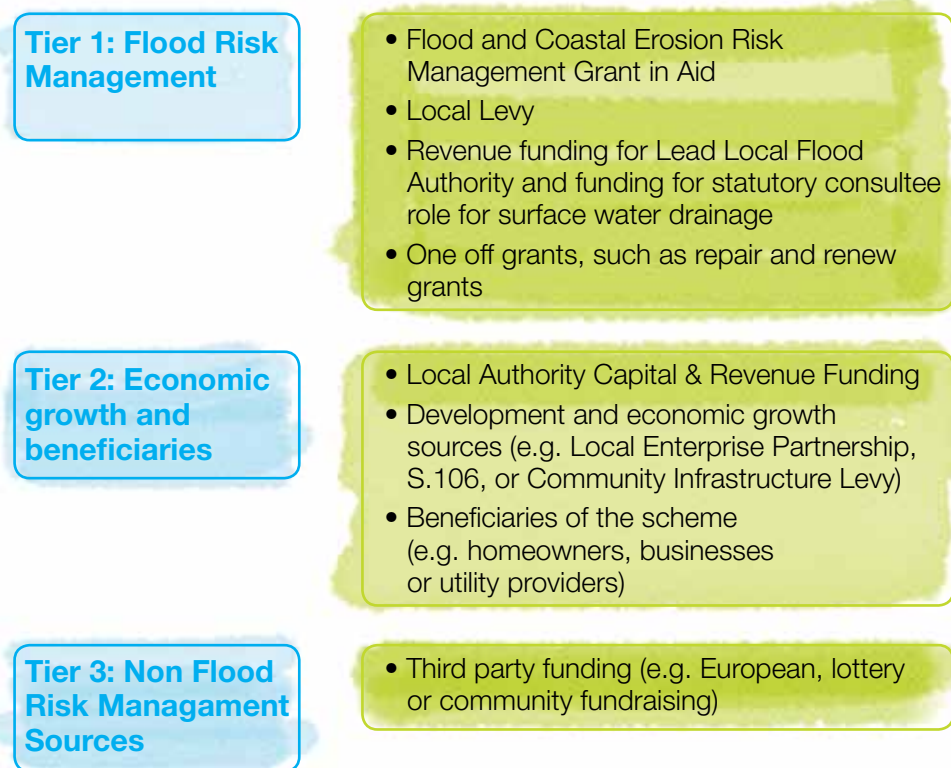 Tier 1: Flood Risk
Management
• Flood and Coastal Erosion Risk
Management Grant in Aid
• Local Levy
• Revenue funding for Lead Local Flood
Authority and funding for statutory consultee
role for surface water drainage
• One off grants, such as repair and renew
grants
Tier 2: Economic
growth and
beneficiaries
• Local Authority Capital & Revenue Funding
• Development and economic growth
sources (e.g. Local Enterprise Partnership,
S.106, or Community Infrastructure Levy)
• Beneficiaries of the scheme
(e.g. homeowners, businesses
or utility providers)
Tier 3: Non Flood
Risk Managament
Sources
• Third party funding (e.g. European, lottery
or community fundraising)